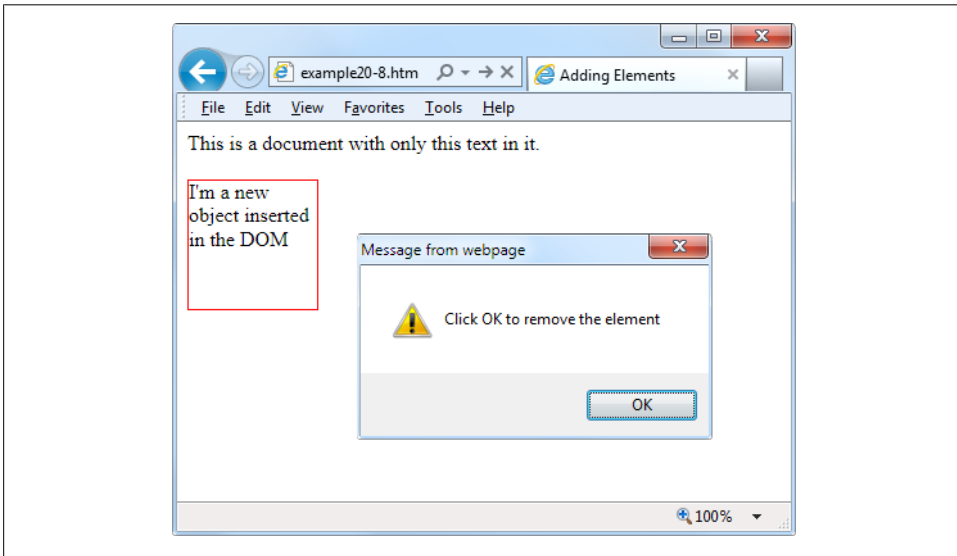 example20-8.htm
Adding Elements
File Edit View Favorites Tools Help
This is a document with only this text in it.
I'm a new
object inserted
in the DOM
Message from webpage
Click OK to remove the element
OK
100%